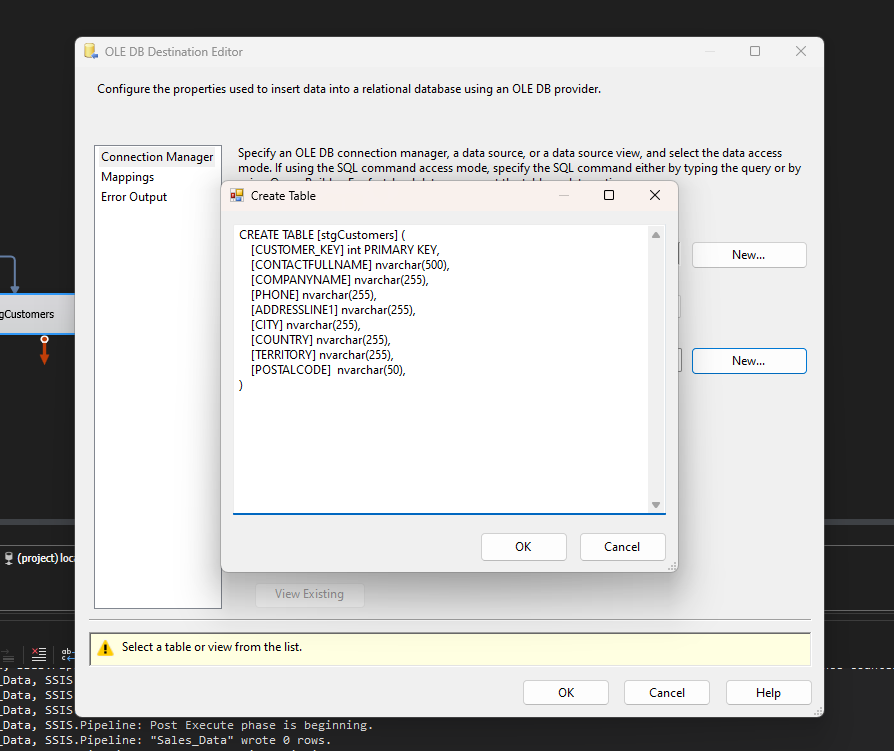 OLE DB Destination Editor
Configure the properties used to insert data into a relational database using an OLE DB provider.
Connection Manager
Mappings
Error Output
Specify an OLE DB connection manager, a data source, or a data source view, and select the data access
mode. If using the SQL command access mode, specify the SQL command either by typing the query or by
Create Table
CREATE TABLE [stgCustomers] (
[CUSTOMER_KEY] int PRIMARY KEY,
[CONTACTFULLNAME] nvarchar(500),
[COMPANYNAME] nvarchar(255),
[PHONE] nvarchar(255),
[ADDRESSLINE1] nvarchar(255),
[CITY] nvarchar(255),
[COUNTRY] nvarchar(255),
[TERRITORY] nvarchar(255),
[POSTALCODE]  nvarchar(50),
)
OK
Cancel
New...
New...
gCustomers
(project) loca
View Existing
Select a table or view from the list.
OK
Cancel
Help
_Data, SSIS
_Data, SSIS
_Data, SSIS
_Data, SSIS.Pipeline: Post Execute phase is beginning.
_Data, SSIS.Pipeline: "Sales_Data" wrote 0 rows.